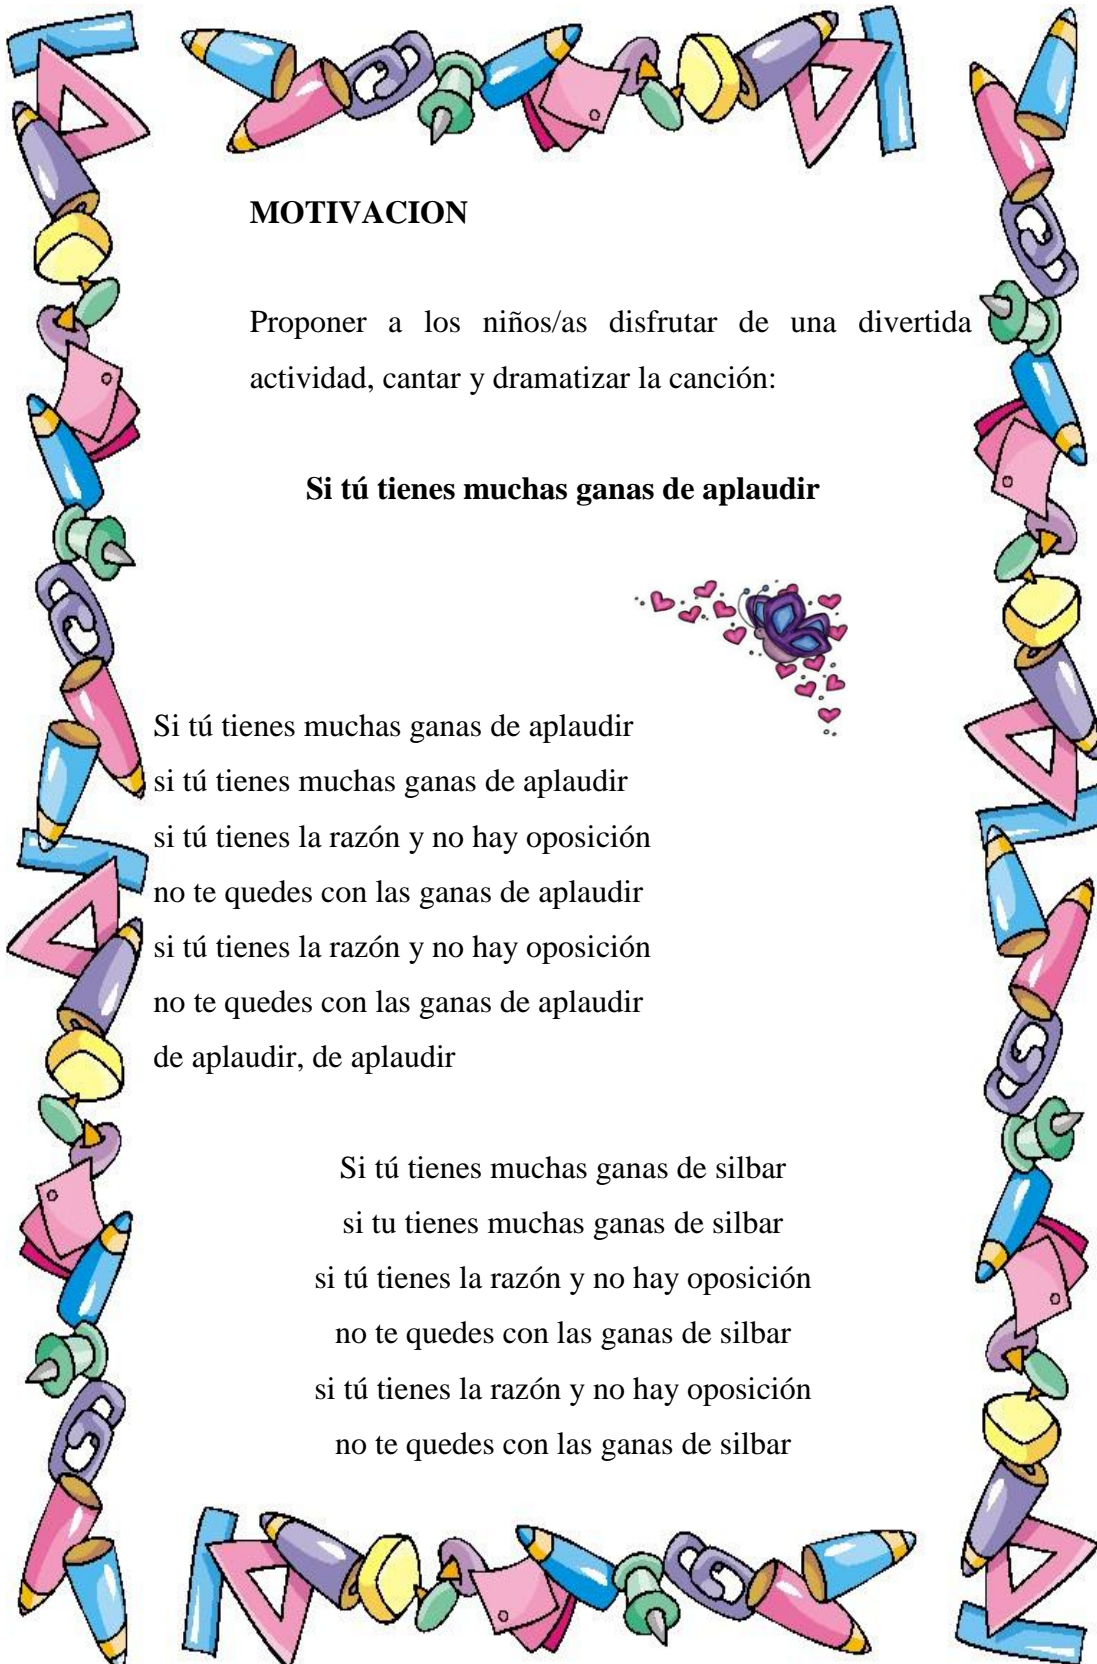 MOTIVACION
Proponer a los niños/as disfrutar de una divertida
actividad, cantar y dramatizar la canción:
Si tú tienes muchas ganas de aplaudir
Si tú tienes muchas ganas de aplaudir
si tú tienes muchas ganas de aplaudir
si tú tienes la razón y no hay oposición
no te quedes con las ganas de aplaudir
si tú tienes la razón y no hay oposición
no te quedes con las ganas de aplaudir
de aplaudir, de aplaudir
Si tú tienes muchas ganas de silbar
si tu tienes muchas ganas de silbar
si tú tienes la razón y no hay oposición
no te quedes con las ganas de silbar
si tú tienes la razón y no hay oposición
no te quedes con las ganas de silbar